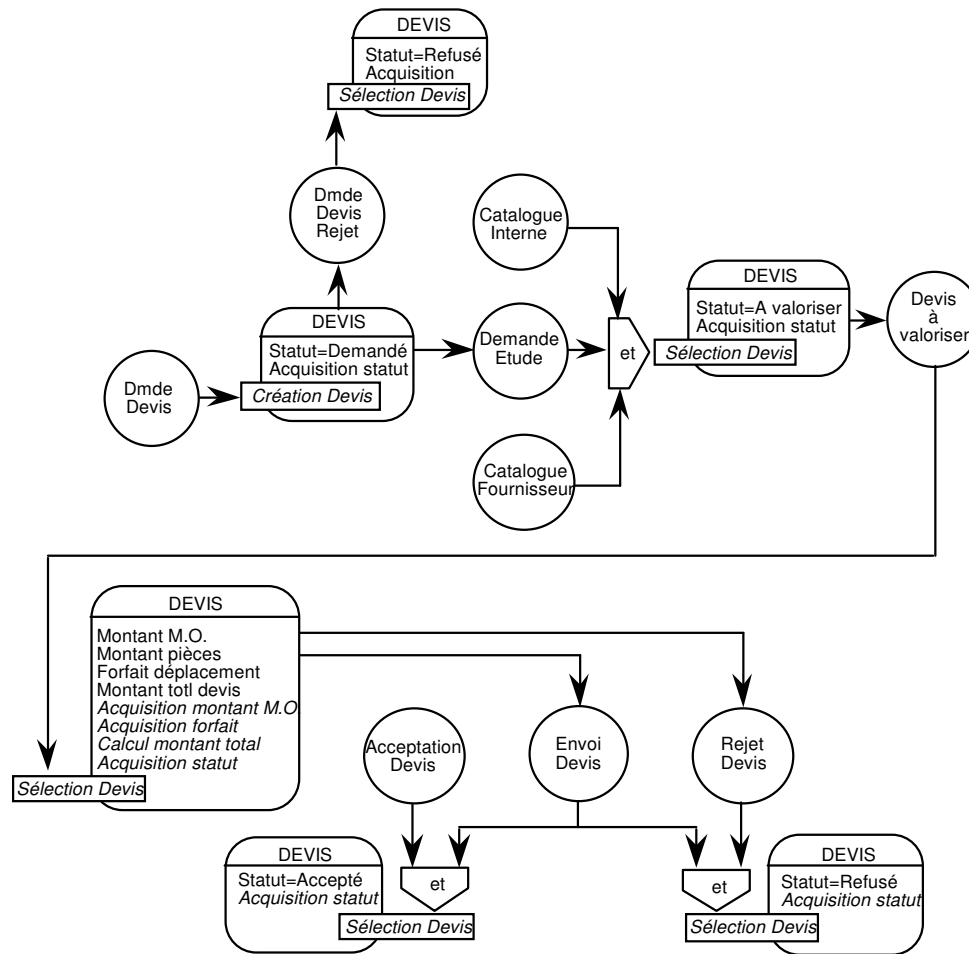 DEVIS
Statut=Refusé
Acquisition
Sélection Devis
Dmde
Devis
Rejet
Catalogue
Interne
DEVIS
Statut=Demandé
Acquisition statut
Création Devis
Dmde
Devis
Demande
Etude
et
DEVIS
Statut=A valoriser
Acquisition statut
Sélection Devis
Devis
à
valoriser
Catalogue
Fournisseur
DEVIS
Montant M.O.
Montant pièces
Forfait déplacement
Montant totl devis
Acquisition montant M.O
Acquisition forfait
Calcul montant total
Acquisition statut
Sélection Devis
Acceptation
Devis
Envoi
Devis
Rejet
Devis
DEVIS
Statut=Accepté
Acquisition statut
et
Sélection Devis
et
Sélection Devis
DEVIS
Statut=Refusé
Acquisition statut